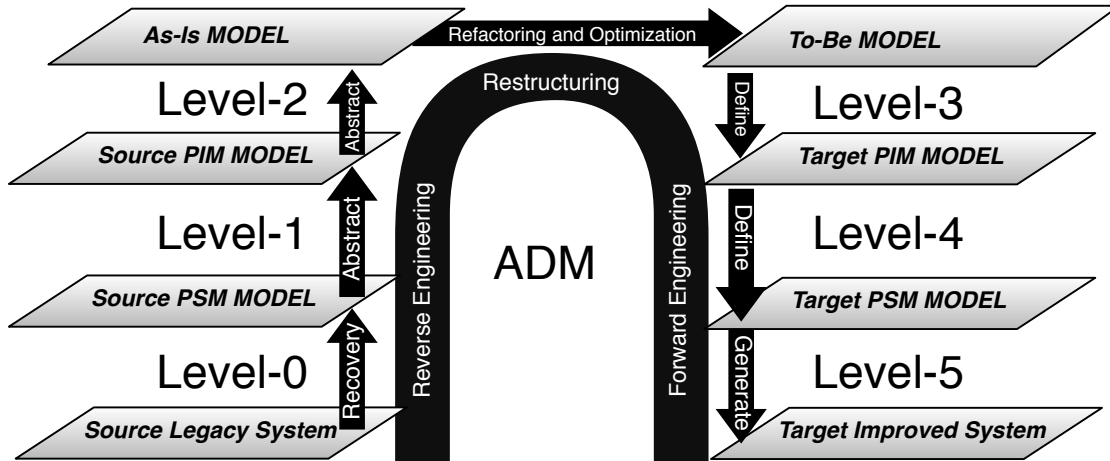 As-Is MODEL
Refactoring and Optimization
To-Be MODEL
Restructuring
Level-2
Abstract
Define
Level-3
Source PIM MODEL
Target PIM MODEL
Level-1
Abstract
Reverse Engineering
ADM
Forward Engineering
Define
Level-4
Source PSM MODEL
Target PSM MODEL
Level-0
Recovery
Generate
Level-5
Source Legacy System
Target Improved System